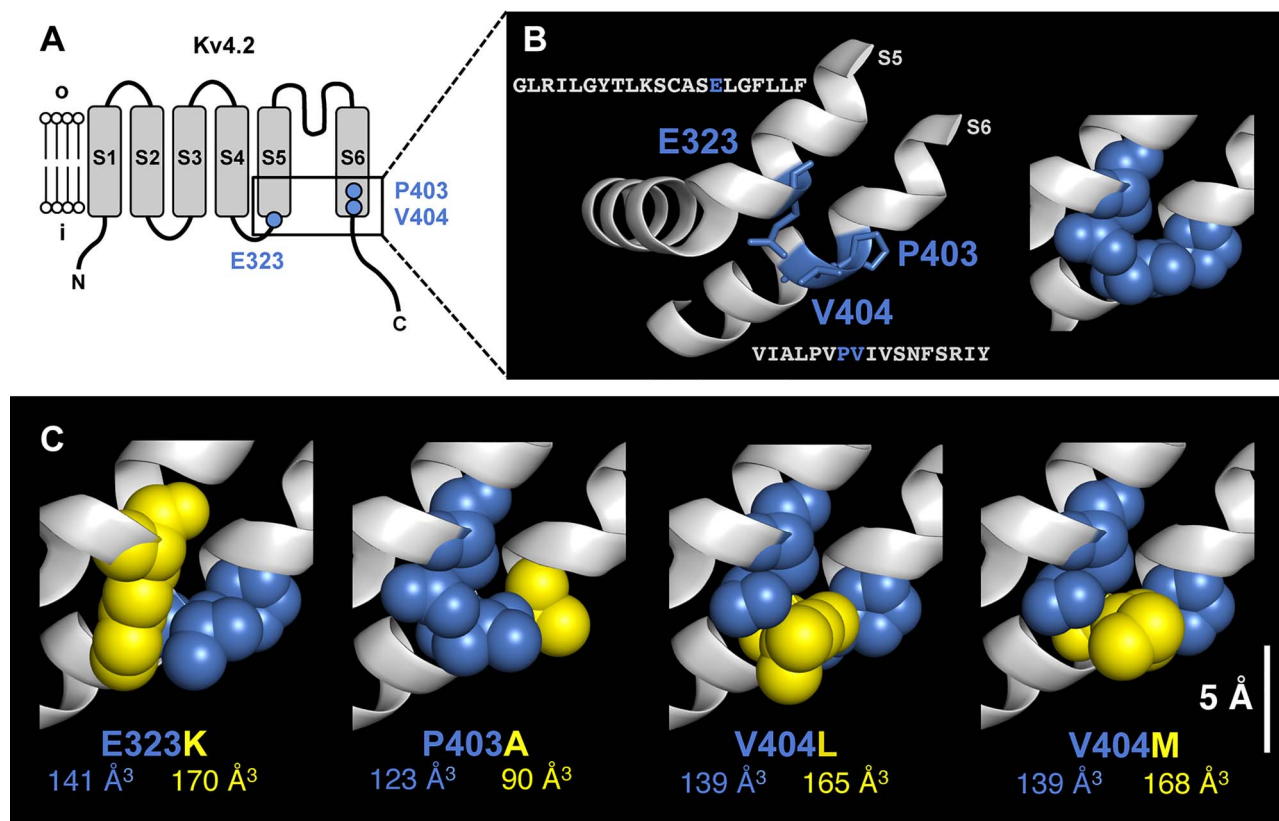 A
Kv4.2
o
S1 S2 S3 S4 S5 S6
i
N
C
P403
V404
E323
B
S5
GLRILGYTLKSCASELGFLLF
E323
S6
P403
V404
VIALPVPVIVSNFSRIY
C
5 Å
E323K P403A V404L V404M
141 Å³ 170 Å³ 123 Å³ 90 Å³ 139 Å³ 165 Å³ 139 Å³ 168 Å³